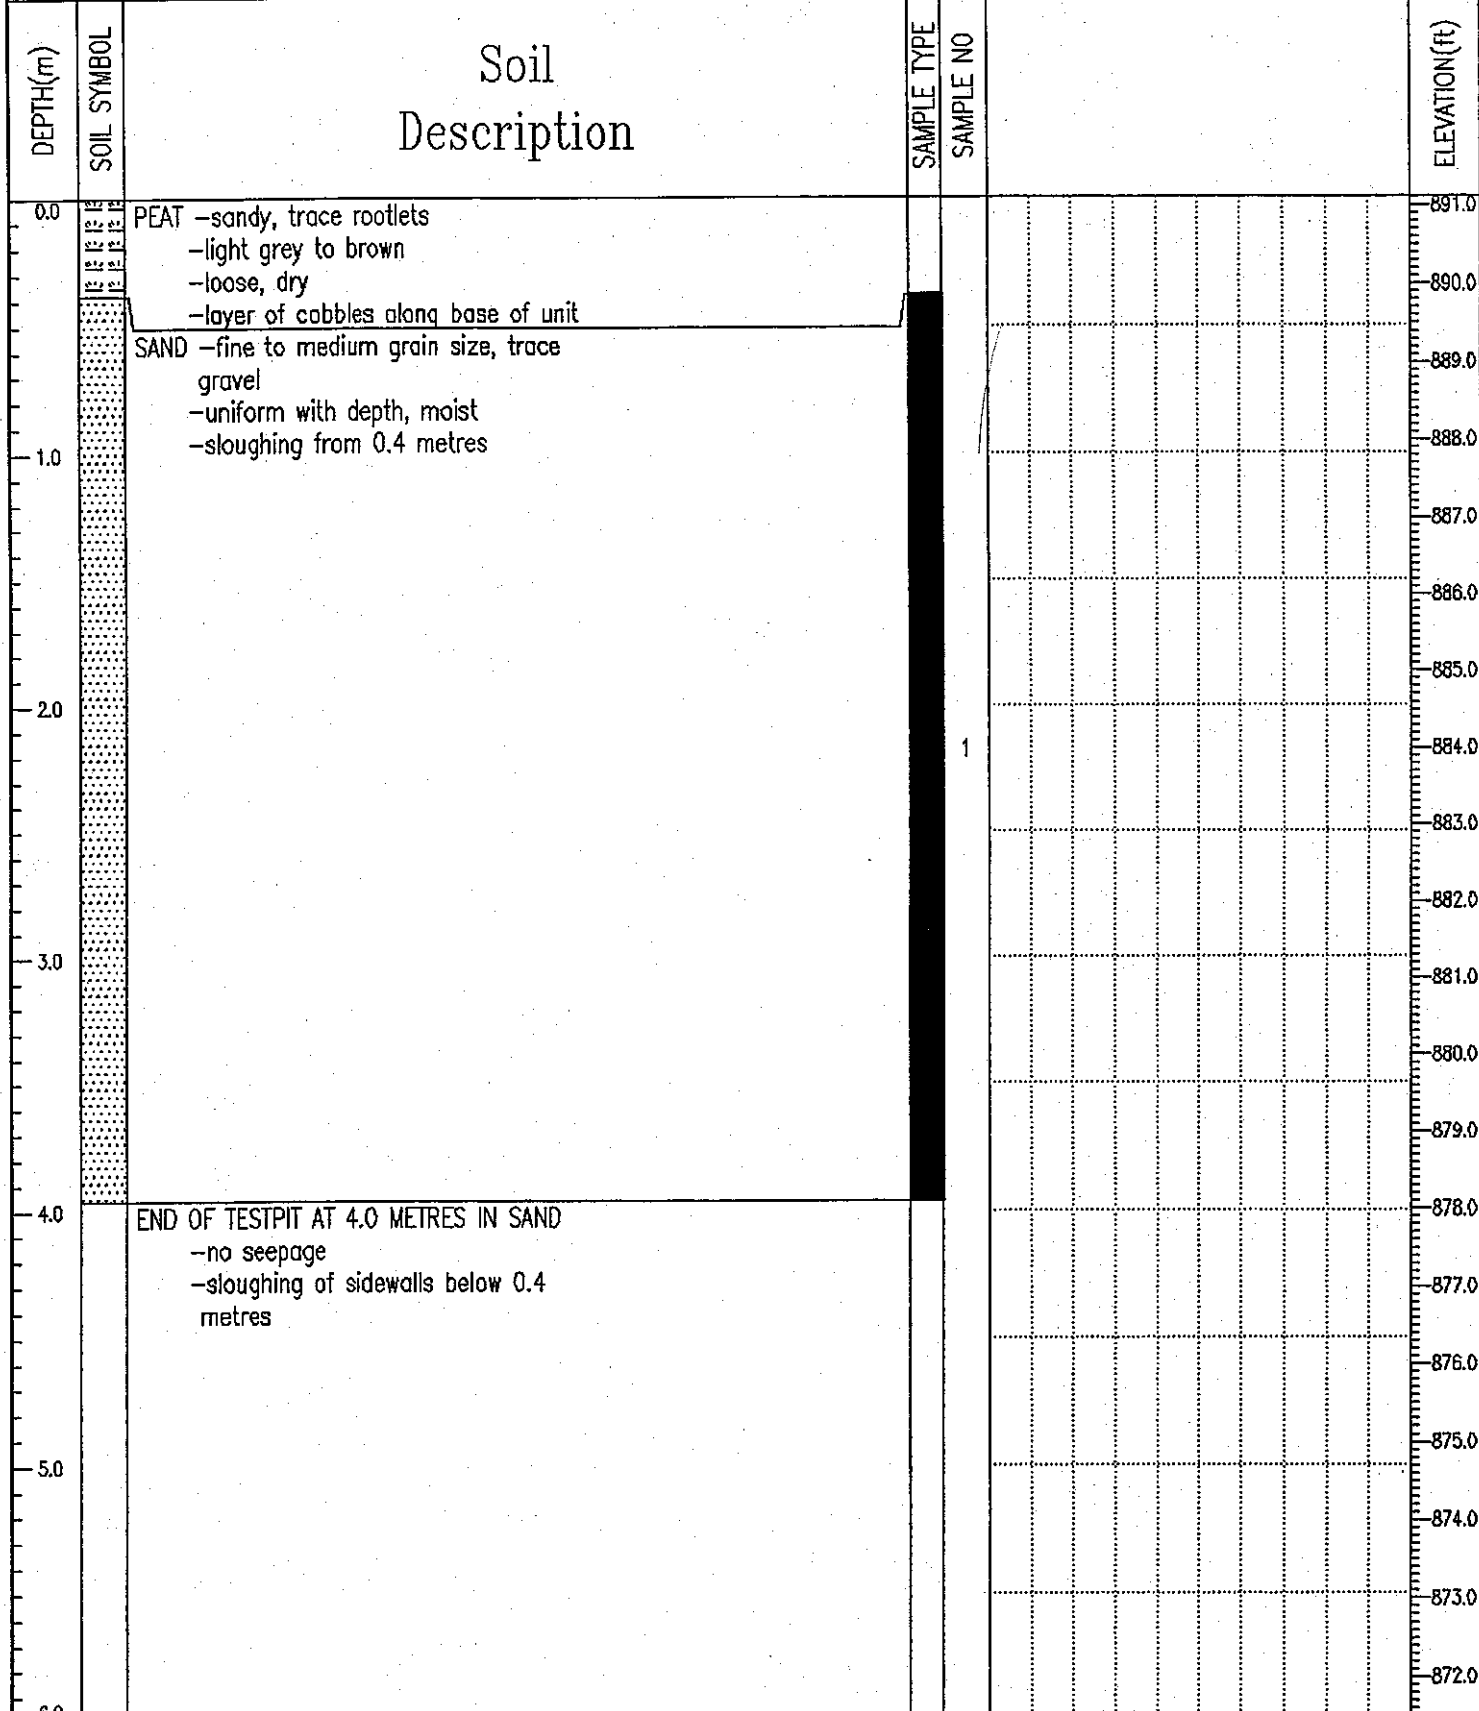 DEPTH(m)
SOIL SYMBOL
Soil
Description
SAMPLE TYPE
SAMPLE NO
ELEVATION(ft)
0.0
PEAT -sandy, trace rootlets
-light grey to brown
-loose, dry
-layer of cobbles along base of unit
SAND -fine to medium grain size, trace
gravel
-uniform with depth, moist
-sloughing from 0.4 metres
1.0
2.0
1
3.0
4.0
END OF TESTPIT AT 4.0 METRES IN SAND
-no seepage
-sloughing of sidewalls below 0.4
metres
5.0
891.0
890.0
889.0
888.0
887.0
886.0
885.0
884.0
883.0
882.0
881.0
880.0
879.0
878.0
877.0
876.0
875.0
874.0
873.0
872.0